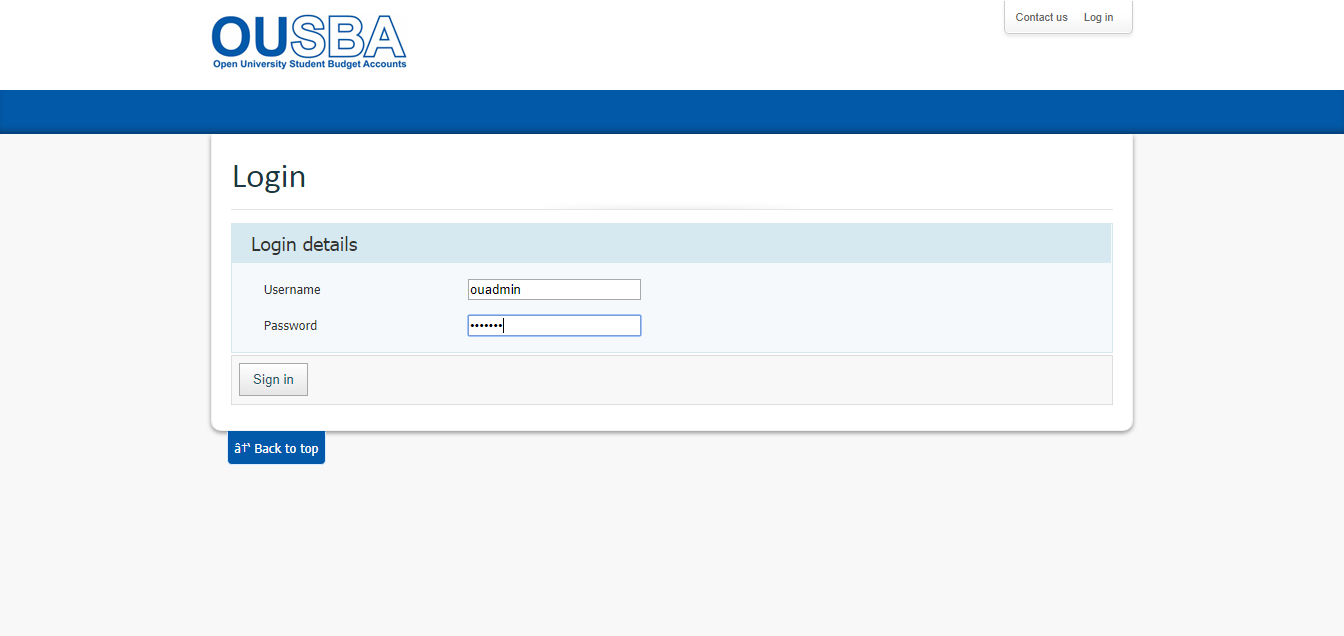 OUSBA
Open University Student Budget Accounts
Contact us Log in
Login
Login details
Username ouadmin
Password •••••••
Sign in
â†‘ Back to top